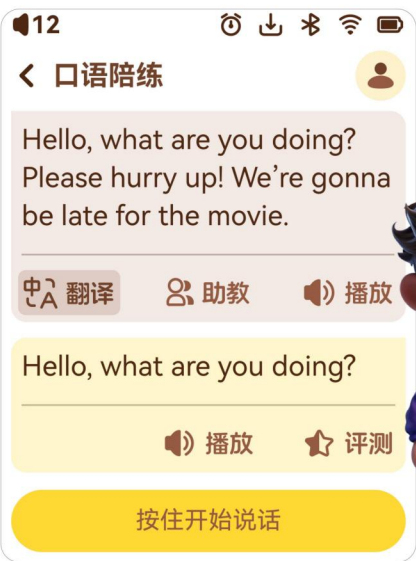 12
口语陪练
Hello, what are you doing?
Please hurry up! We’re gonna
be late for the movie.
中A 翻译 助教 播放
Hello, what are you doing?
播放 评测
按住开始说话